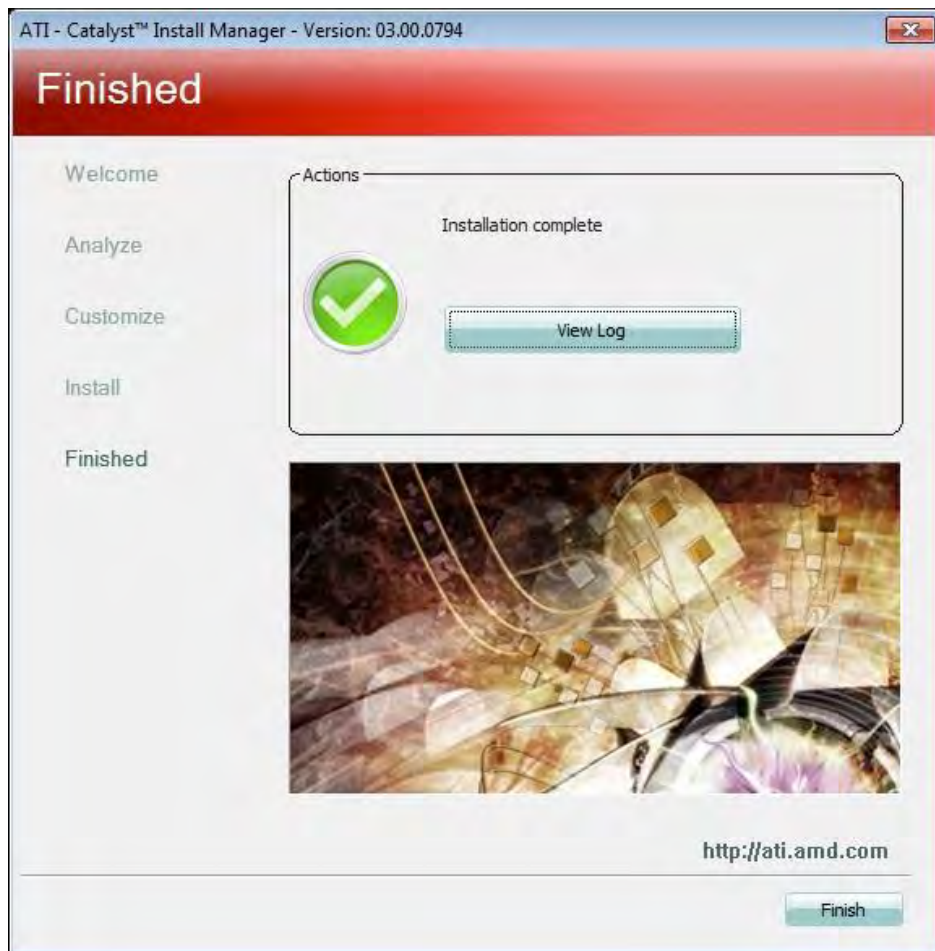 ATI - Catalyst™ Install Manager - Version: 03.00.0794
Finished
Welcome
Analyze
Customize
Install
Finished
Actions
Installation complete
View Log
http://ati.amd.com
Finish